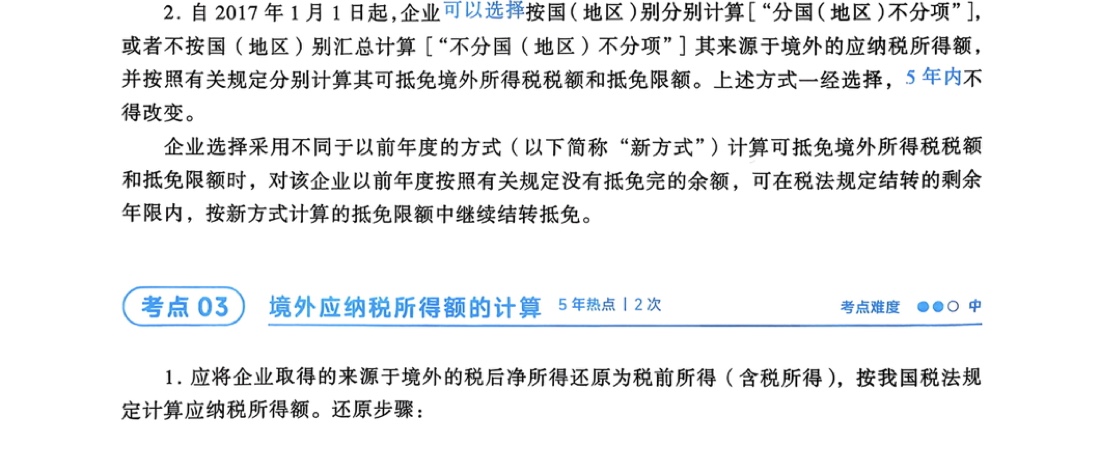 2. 自 2017 年 1 月 1 日起,企业可以选择按国(地区)别分别计算[“分国(地区)不分项”],
或者不按国(地区)别汇总计算[“不分国(地区)不分项”]其来源于境外的应纳税所得额,
并按照有关规定分别计算其可抵免境外所得税税额和抵免限额。上述方式一经选择，5 年内不
得改变。
企业选择采用不同于以前年度的方式(以下简称“新方式”)计算可抵免境外所得税税额
和抵免限额时，对该企业以前年度按照有关规定没有抵免完的余额，可在税法规定结转的剩余
年限内，按新方式计算的抵免限额中继续结转抵免。
考点 03 境外应纳税所得额的计算 5 年热点 | 2 次 考点难度 中
1. 应将企业取得的来源于境外的税后净所得还原为税前所得(含税所得)，按我国税法规
定计算应纳税所得额。还原步骤：